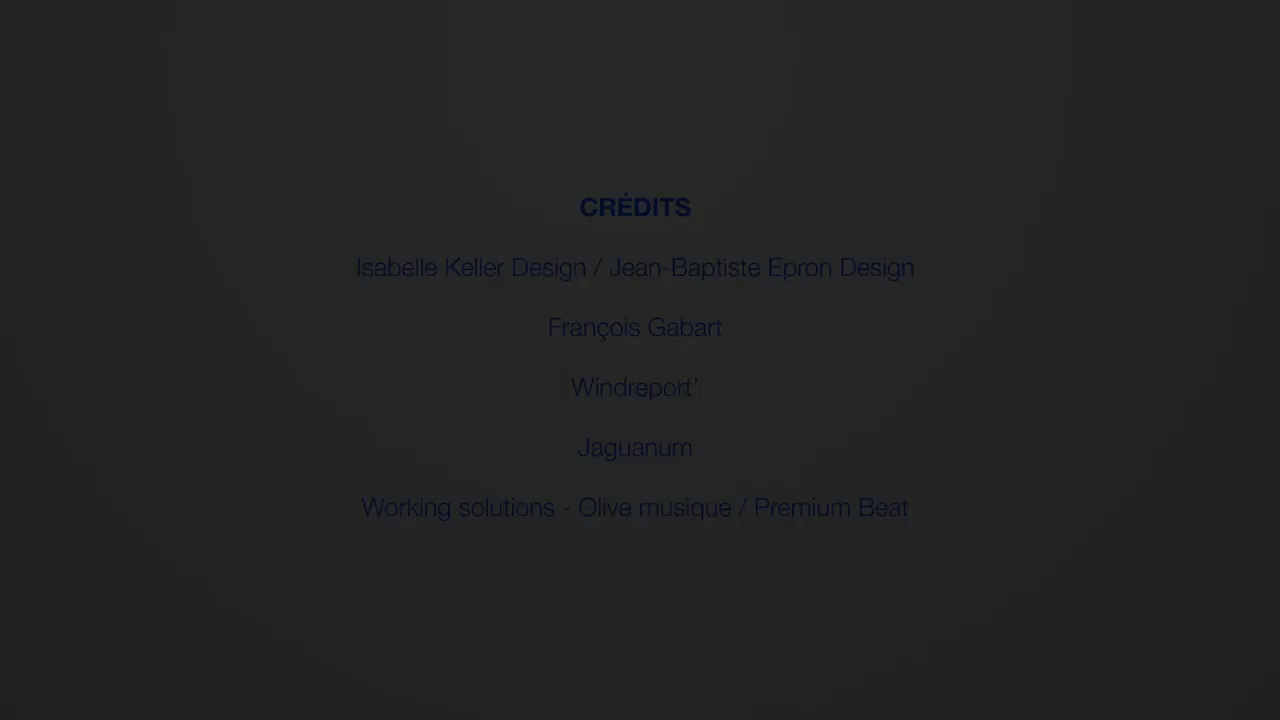 CRÉDITS
Isabelle Keller Design / Jean-Baptiste Epron Design
François Gabart
Windreport'
Jaguanum
Working solutions - Olive musique / Premium Beat